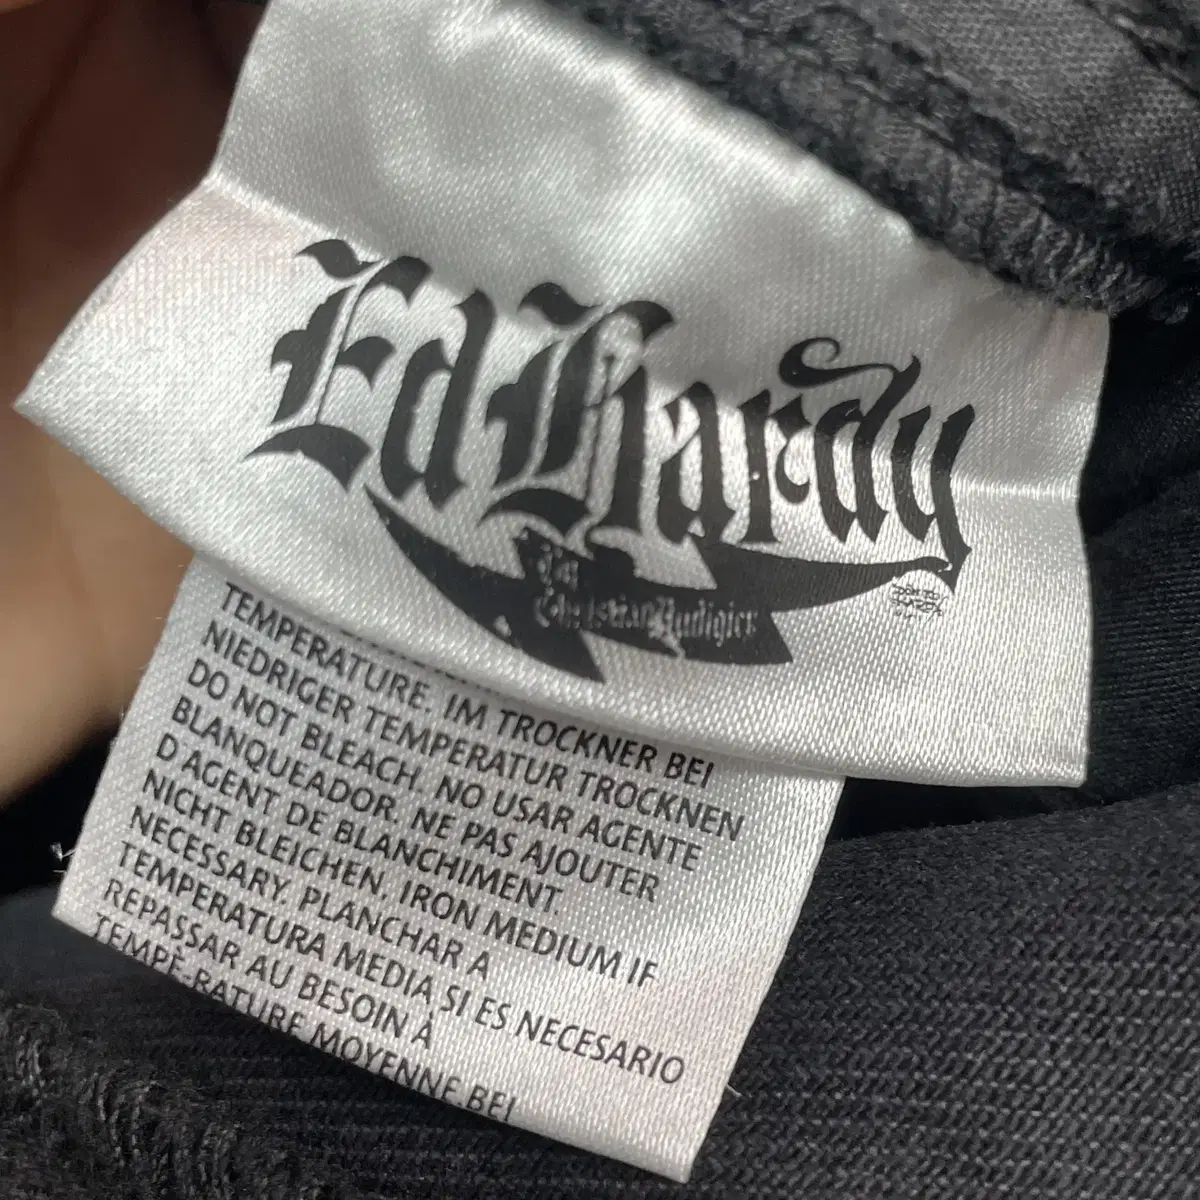 Ed Hardy
By
Christian Audigier
TEMPERATURE. IM TROCKNER BEI
NIEDRIGER TEMPERATUR TROCKNEN
DO NOT BLEACH. NO USAR AGENTE
BLANQUEADOR. NE PAS AJOUTER
D'AGENT DE BLANCHIMENT.
NICHT BLEICHEN. IRON MEDIUM IF
NECESSARY. PLANCHAR A
TEMPERATURA MEDIA SI ES NECESARIO
REPASSAR AU BESOIN À
TEMPÈ-RATURE MOYENNE.BEI